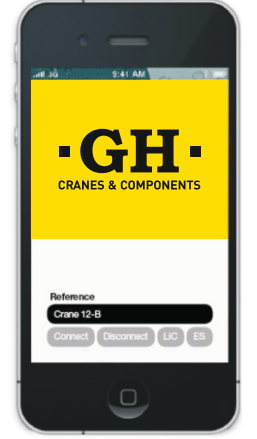 3G 9:41 AM
·GH·
CRANES & COMPONENTS
Reference
Crane 12-B
Connect Disconnect LIC ES